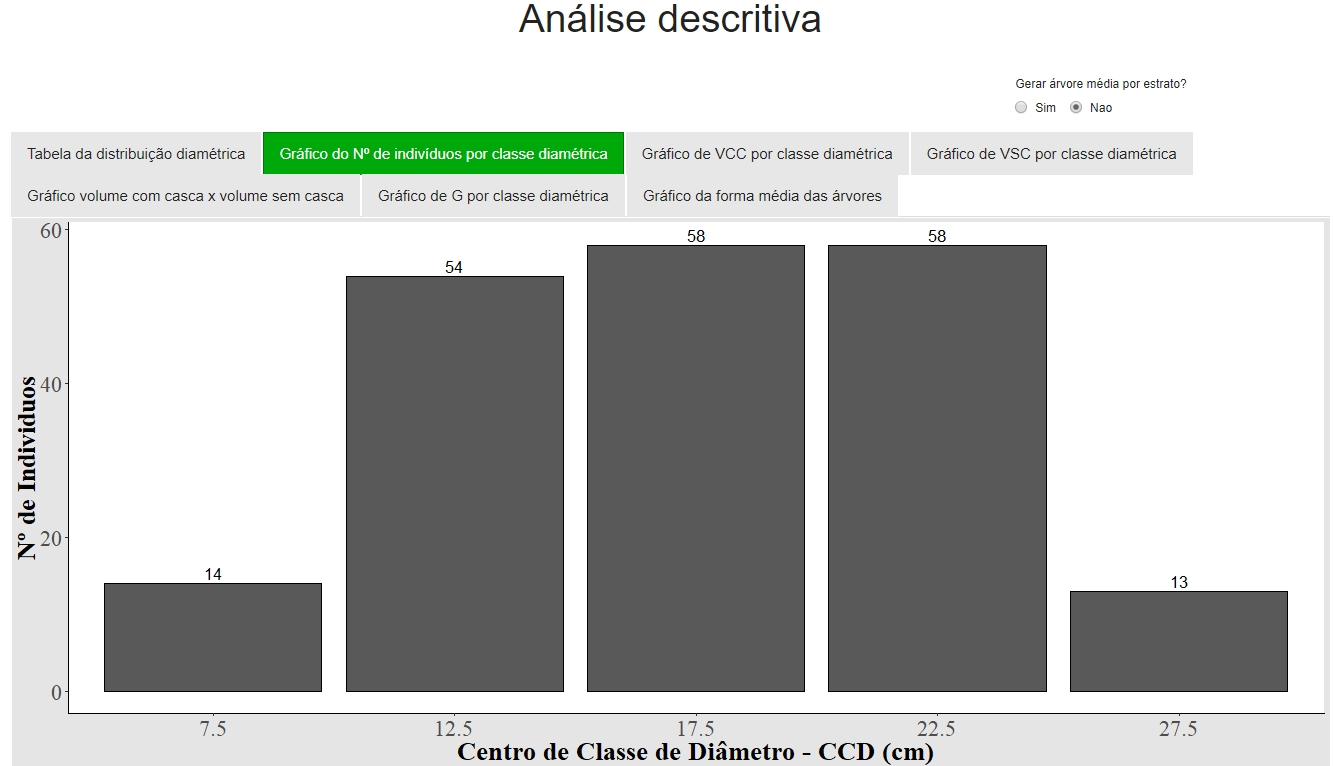 Análise descritiva
Gerar árvore média por estrato?
Sim Nao
Tabela da distribuição diamétrica Gráfico do Nº de indivíduos por classe diamétrica Gráfico de VCC por classe diamétrica Gráfico de VSC por classe diamétrica
Gráfico volume com casca x volume sem casca Gráfico de G por classe diamétrica Gráfico da forma média das árvores
60
40
20
0
Nº de Individuos
14
54
58
58
13
7.5 12.5 17.5 22.5 27.5
Centro de Classe de Diâmetro - CCD (cm)